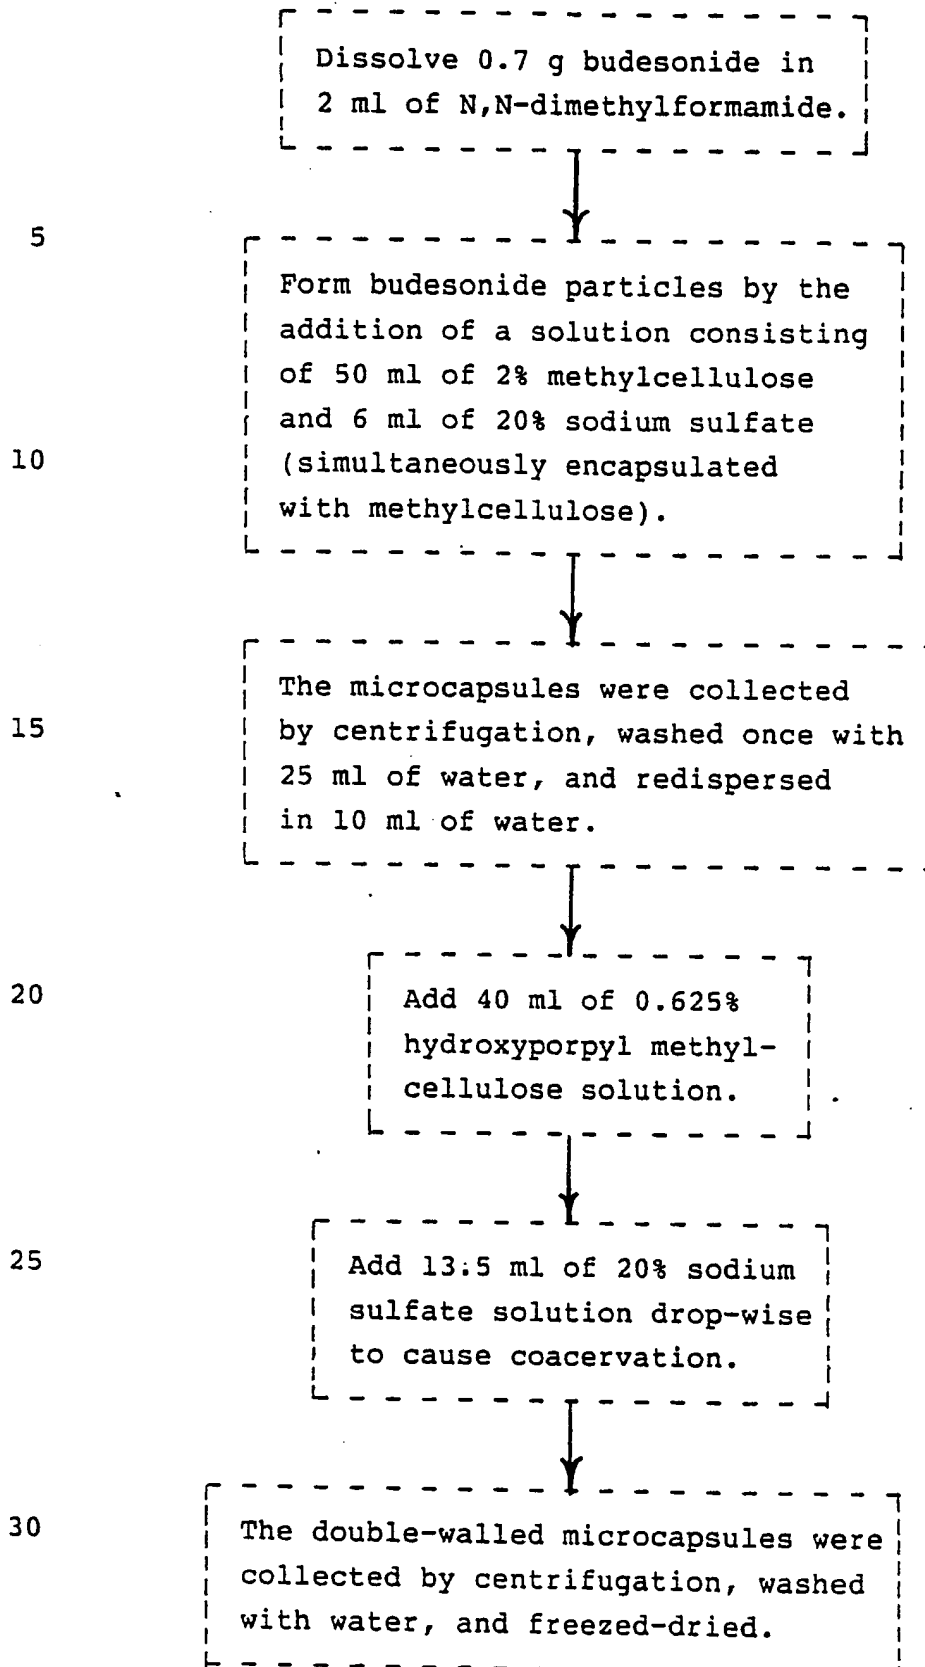 Dissolve 0.7 g budesonide in
2 ml of N,N-dimethylformamide.
5
Form budesonide particles by the
addition of a solution consisting
of 50 ml of 2% methylcellulose
and 6 ml of 20% sodium sulfate
10
(simultaneously encapsulated
with methylcellulose).
The microcapsules were collected
15
by centrifugation, washed once with
25 ml of water, and redispersed
in 10 ml of water.
20
Add 40 ml of 0.625%
hydroxyporpyl methyl-
cellulose solution.
25
Add 13.5 ml of 20% sodium
sulfate solution drop-wise
to cause coacervation.
30
The double-walled microcapsules were
collected by centrifugation, washed
with water, and freezed-dried.